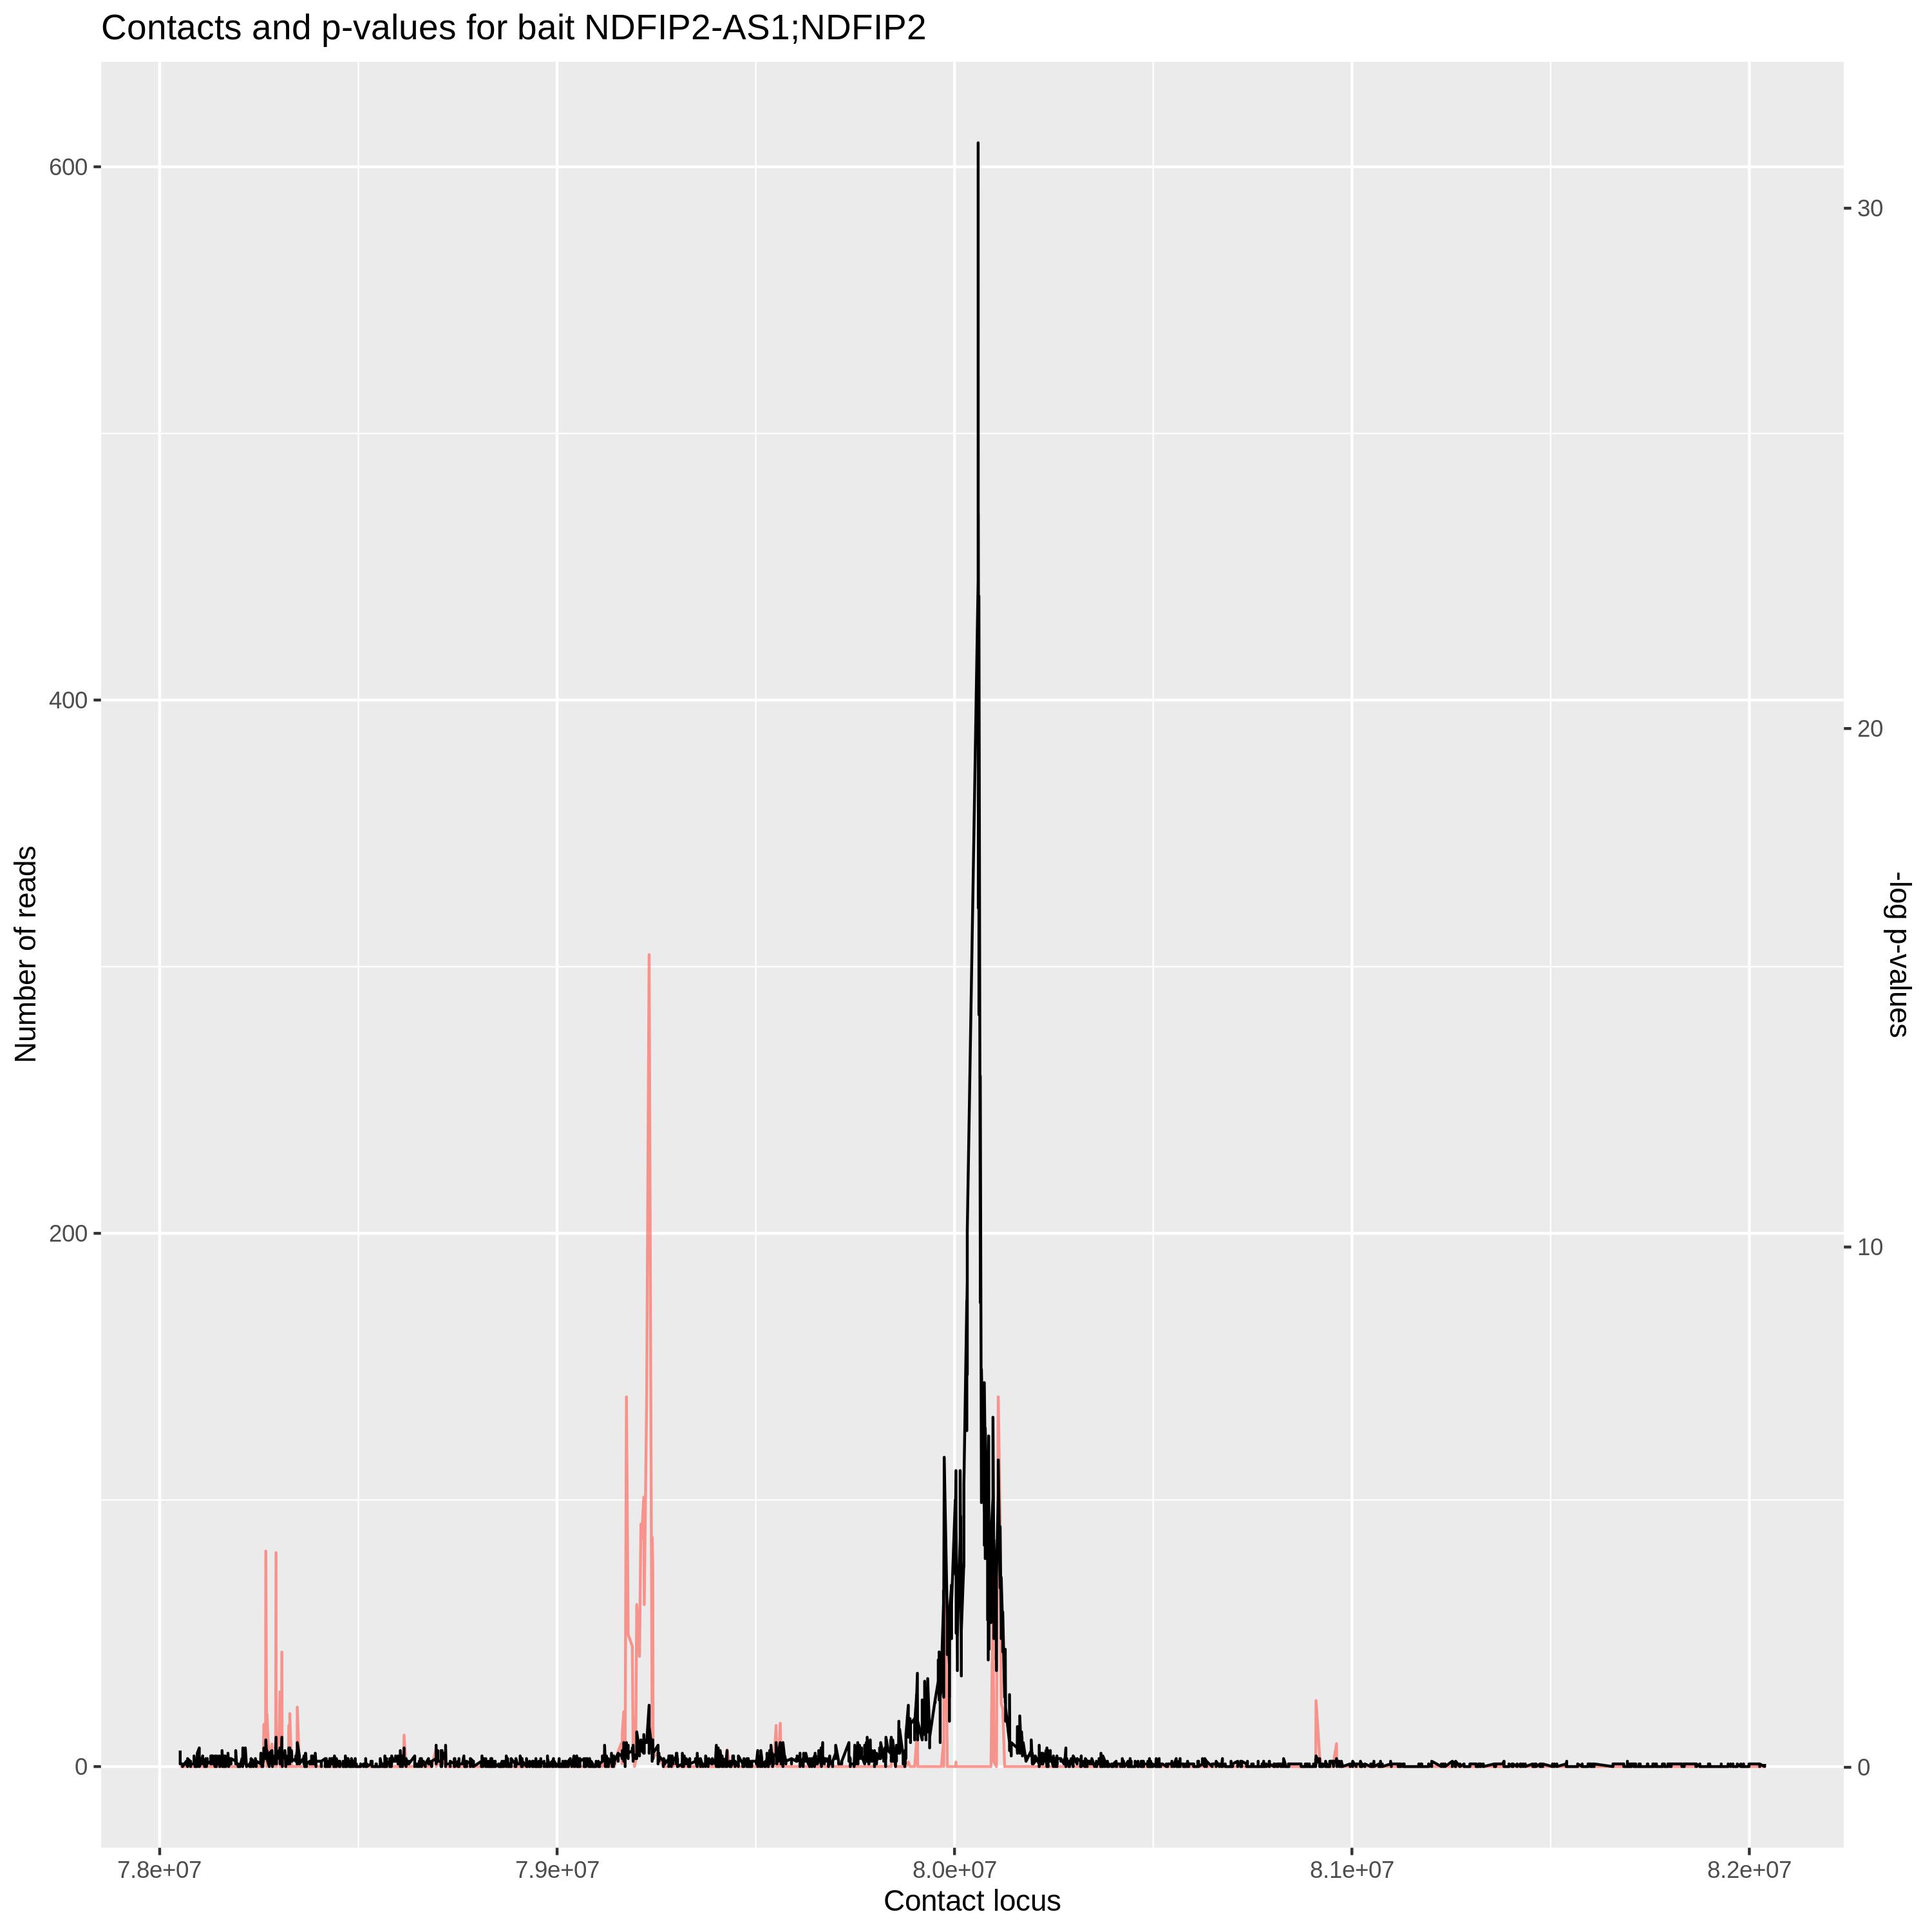 Contacts and p-values for bait NDFIP2-AS1;NDFIP2
600
400
200
0
Number of reads
30
20
10
0
-log p-values
7.8e+07
7.9e+07
8.0e+07
8.1e+07
8.2e+07
Contact locus